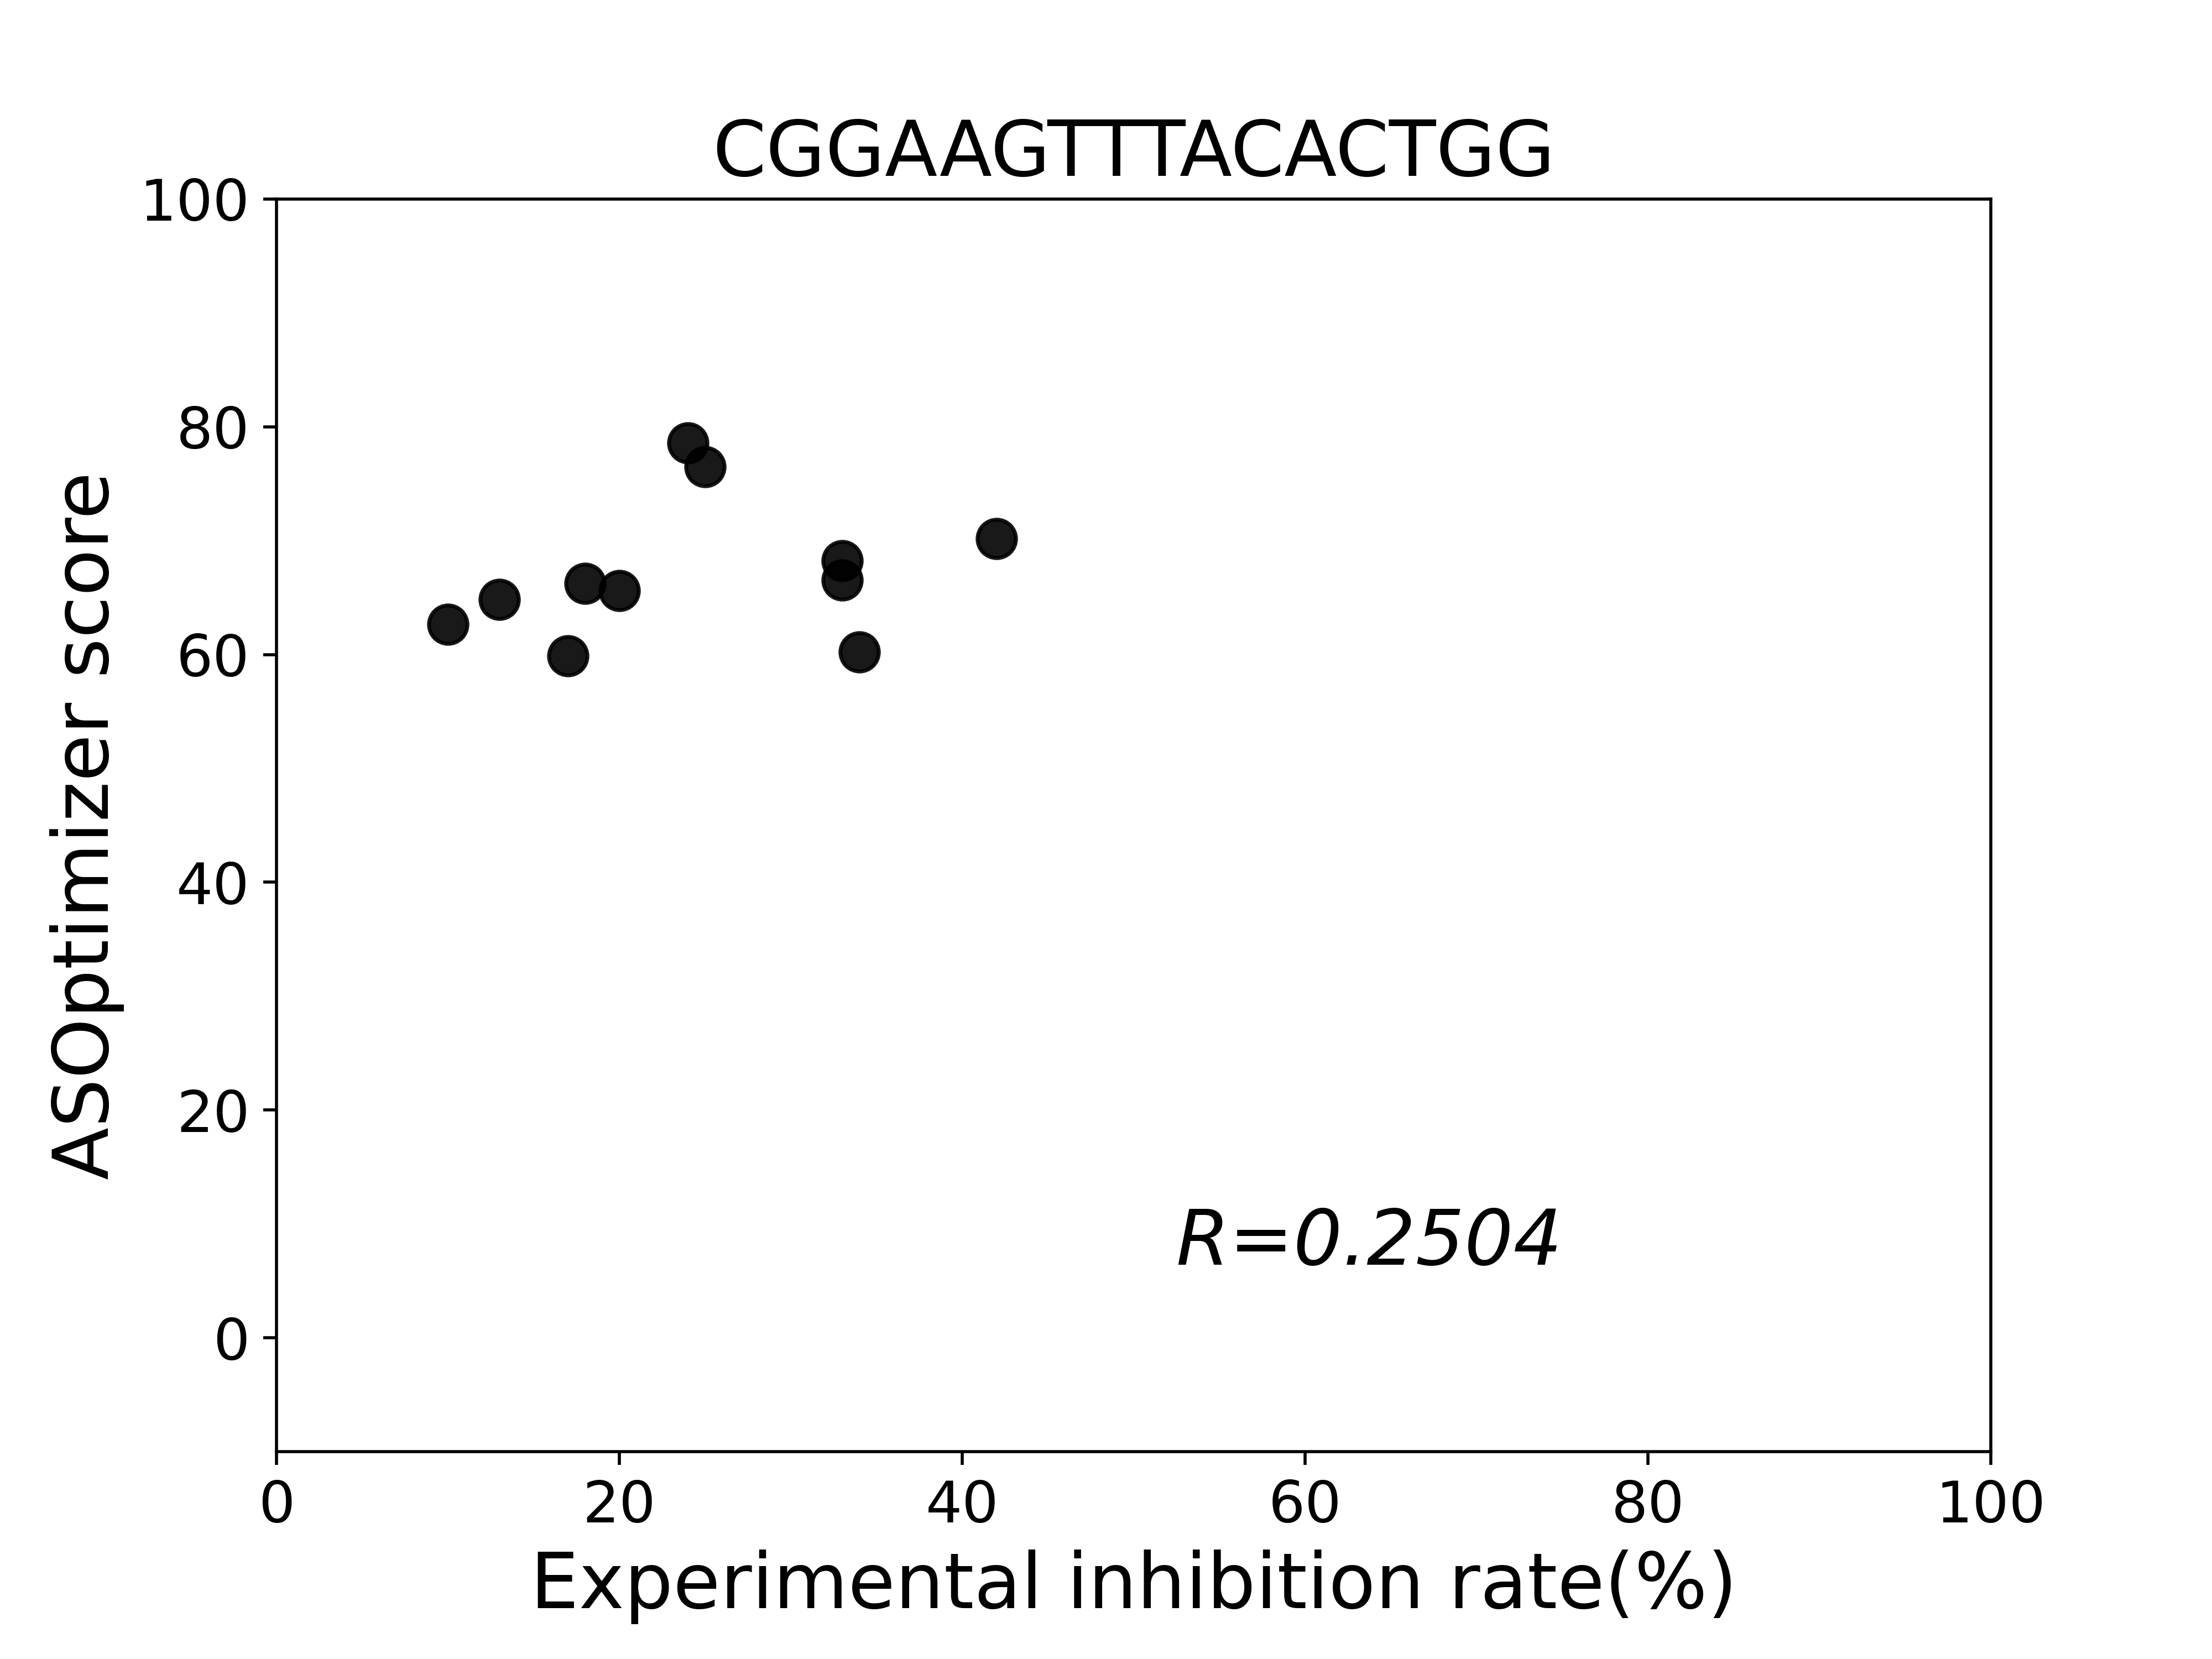 CGGAAGTTTACACTGG
100
80
60
40
20
0
ASOptimizer score
R=0.2504
0 20 40 60 80 100
Experimental inhibition rate(%)